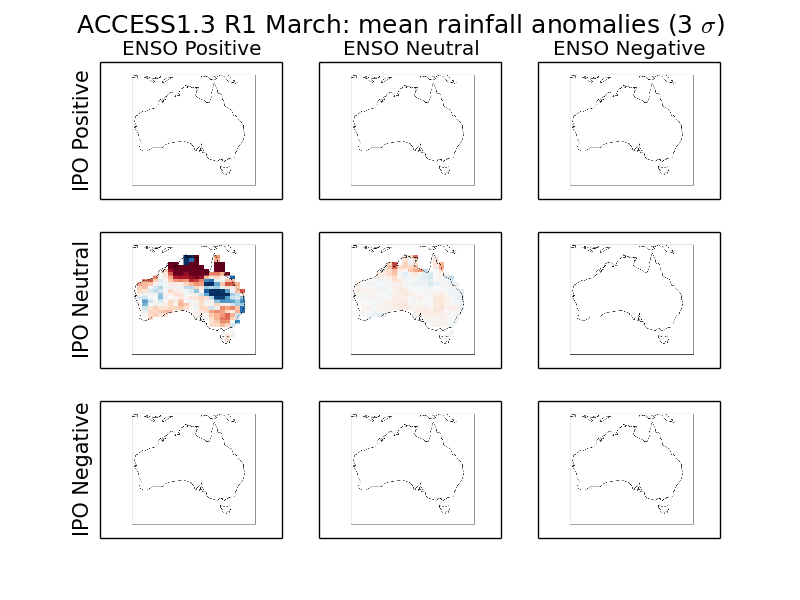 ACCESS1.3 R1 March: mean rainfall anomalies (3 σ)
ENSO Positive ENSO Neutral ENSO Negative
IPO Positive
IPO Neutral
IPO Negative